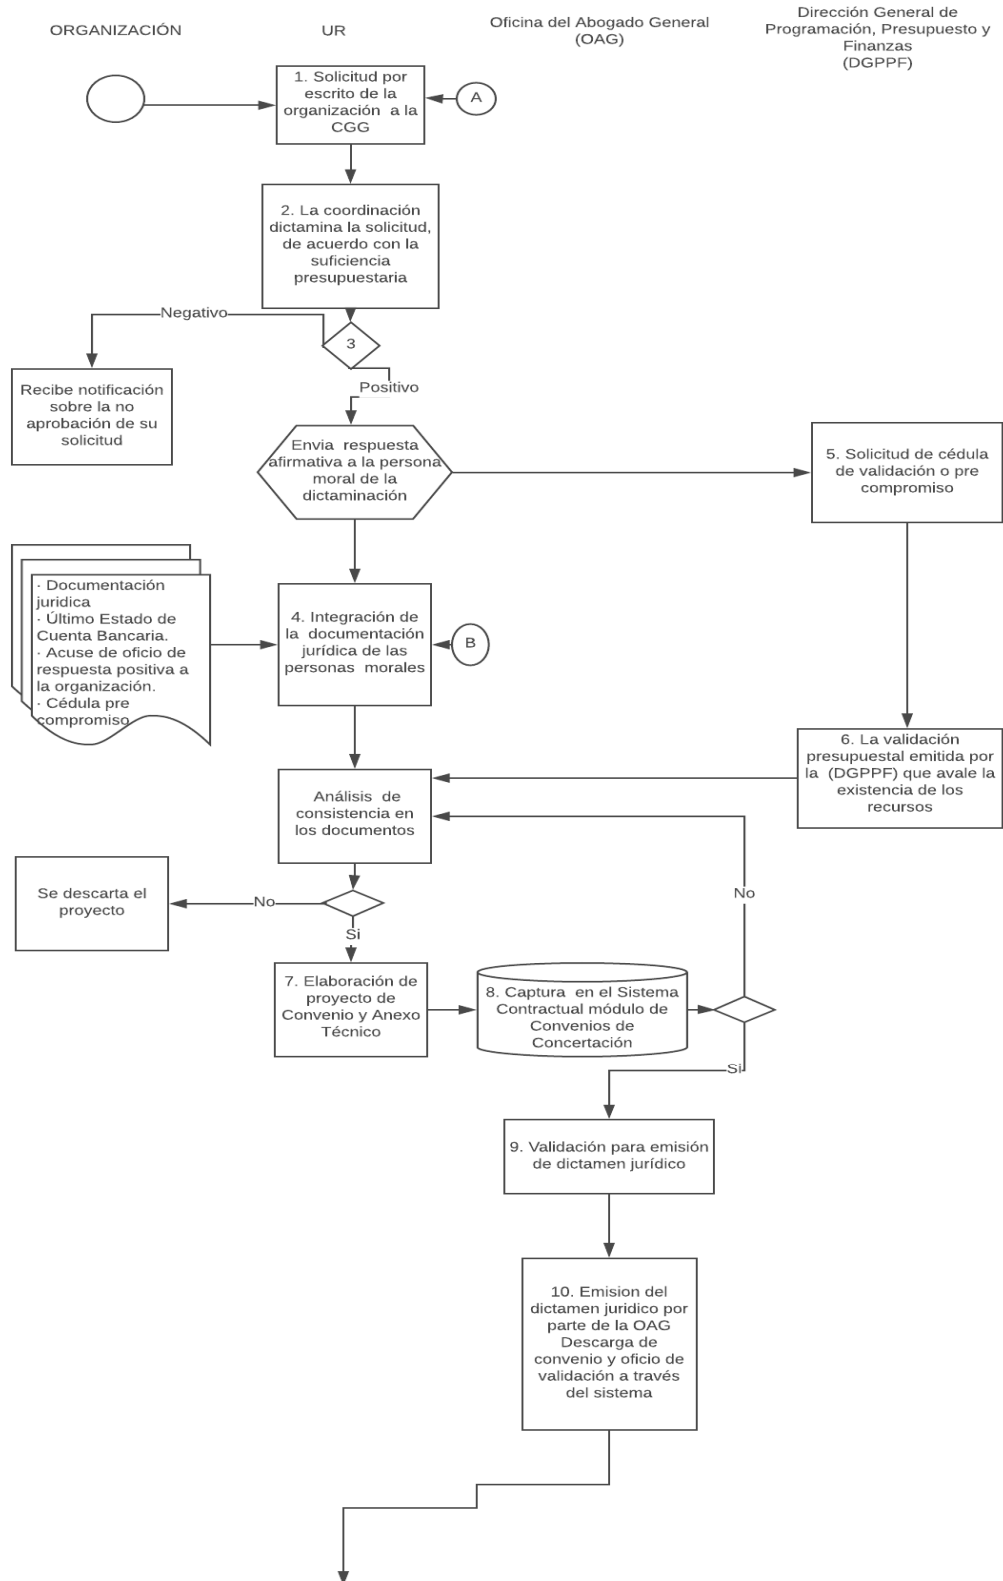 ORGANIZACIÓN
UR
Oficina del Abogado General
(OAG)
Dirección General de
Programación, Presupuesto y
Finanzas
(DGPPF)
1. Solicitud por
escrito de la
organización a la
CGG
A
2. La coordinación
dictamina la solicitud,
de acuerdo con la
suficiencia
presupuestaria
Negativo
3
Positivo
Recibe notificación
sobre la no
aprobación de su
solicitud
Envia respuesta
afirmativa a la persona
moral de la
dictaminación
5. Solicitud de cédula
de validación o pre
compromiso
· Documentación
juridica
· Último Estado de
Cuenta Bancaria.
· Acuse de oficio de
respuesta positiva a
la organización.
· Cédula pre
compromiso
4. Integración de
la documentación
jurídica de las
personas morales
B
6. La validación
presupuestal emitida por
la (DGPPF) que avale la
existencia de los
recursos
Análisis de
consistencia en
los documentos
Se descarta el
proyecto
No
Si
No
7. Elaboración de
proyecto de
Convenio y Anexo
Técnico
8. Captura en el Sistema
Contractual módulo de
Convenios de
Concertación
Si
9. Validación para emisión
de dictamen jurídico
10. Emision del
dictamen juridico por
parte de la OAG
Descarga de
convenio y oficio de
validación a través
del sistema